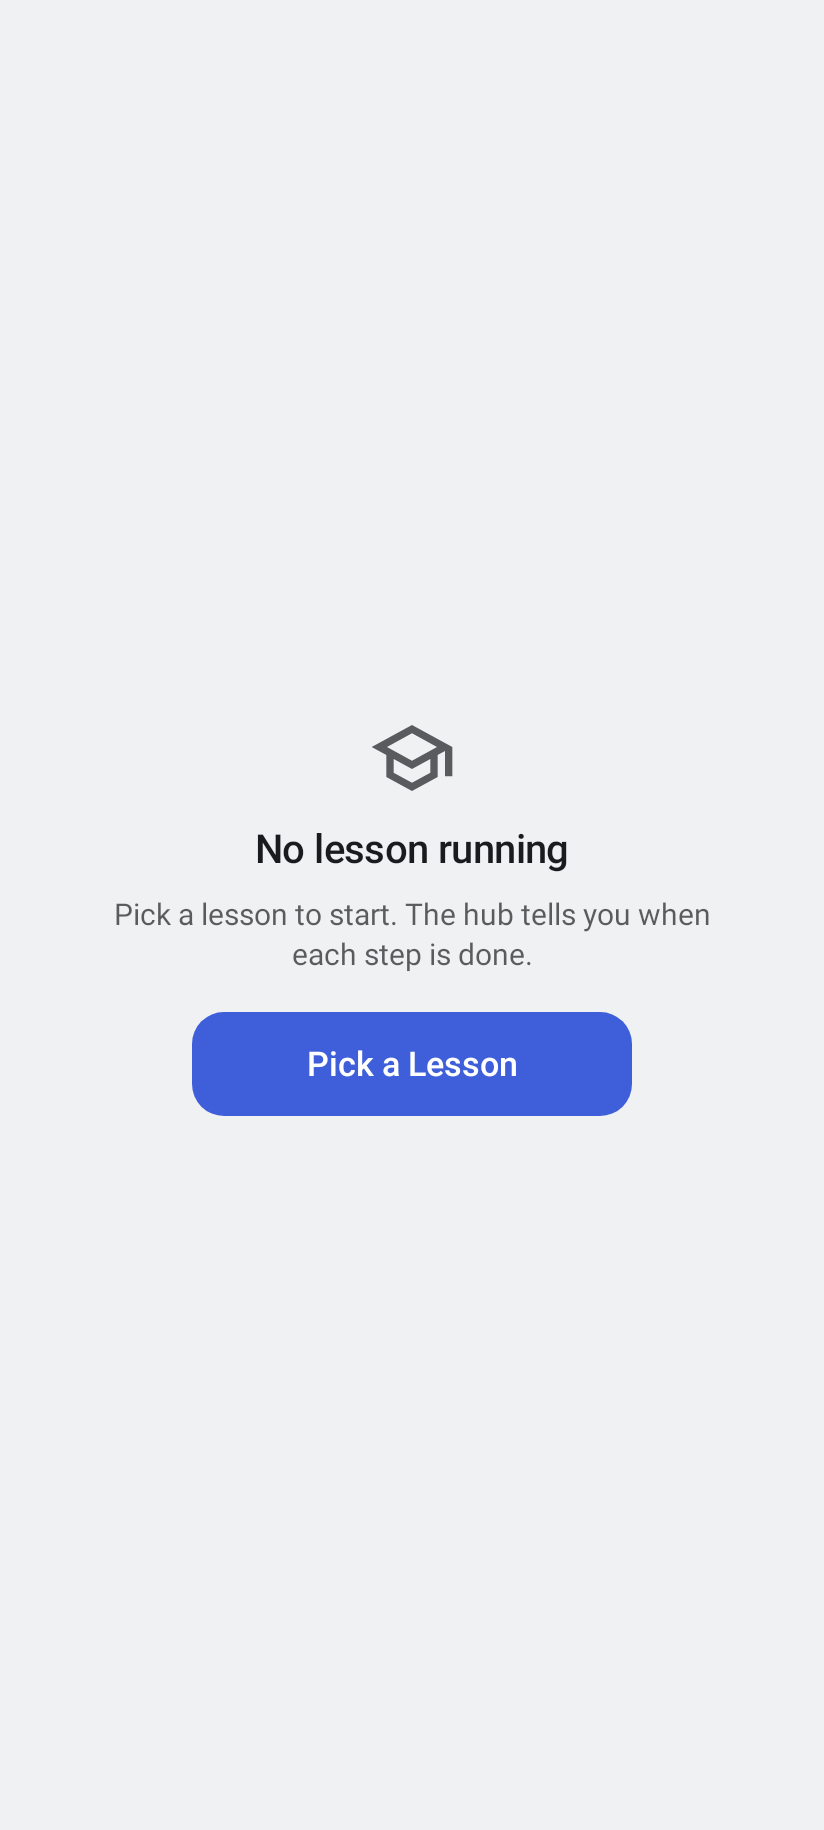 No lesson running
Pick a lesson to start. The hub tells you when
each step is done.
Pick a Lesson